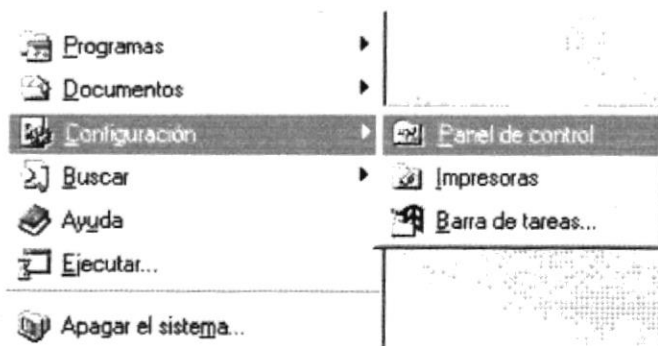 Programas
Documentos
Configuración
Panel de control
Buscar
Impresoras
Ayuda
Barra de tareas...
Ejecutar...
Apagar el sistema...